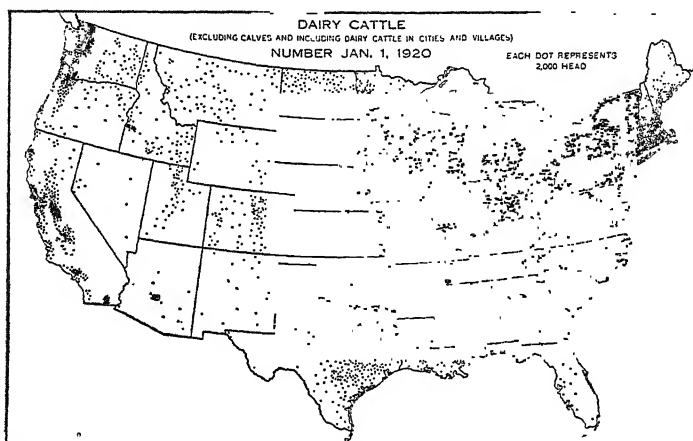 DAIRY CATTLE
(EXCLUDING CALVES AND INCLUDING DAIRY CATTLE IN CITIES AND VILLAGES)
NUMBER JAN. 1, 1920
EACH DOT REPRESENTS
2,000 HEAD